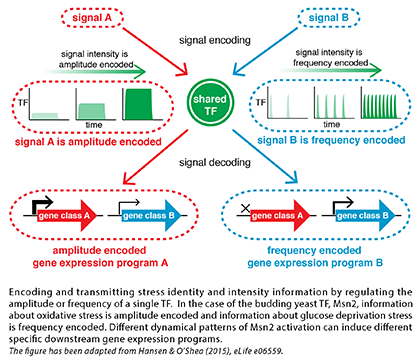 signal A
signal B
signal encoding
signal intensity is
amplitude encoded
signal intensity is
frequency encoded
TF
time
shared
TF
TF
time
signal A is amplitude encoded
signal B is frequency encoded
signal decoding
gene class A
gene class B
gene class A
gene class B
amplitude encoded
gene expression program A
frequency encoded
gene expression program B
Encoding and transmitting stress identity and intensity information by regulating the
amplitude or frequency of a single TF. In the case of the budding yeast TF, Msn2, information
about oxidative stress is amplitude encoded and information about glucose deprivation stress
is frequency encoded. Different dynamical patterns of Msn2 activation can induce different
specific downstream gene expression programs.
The figure has been adapted from Hansen & O'Shea (2015), eLife e06559.